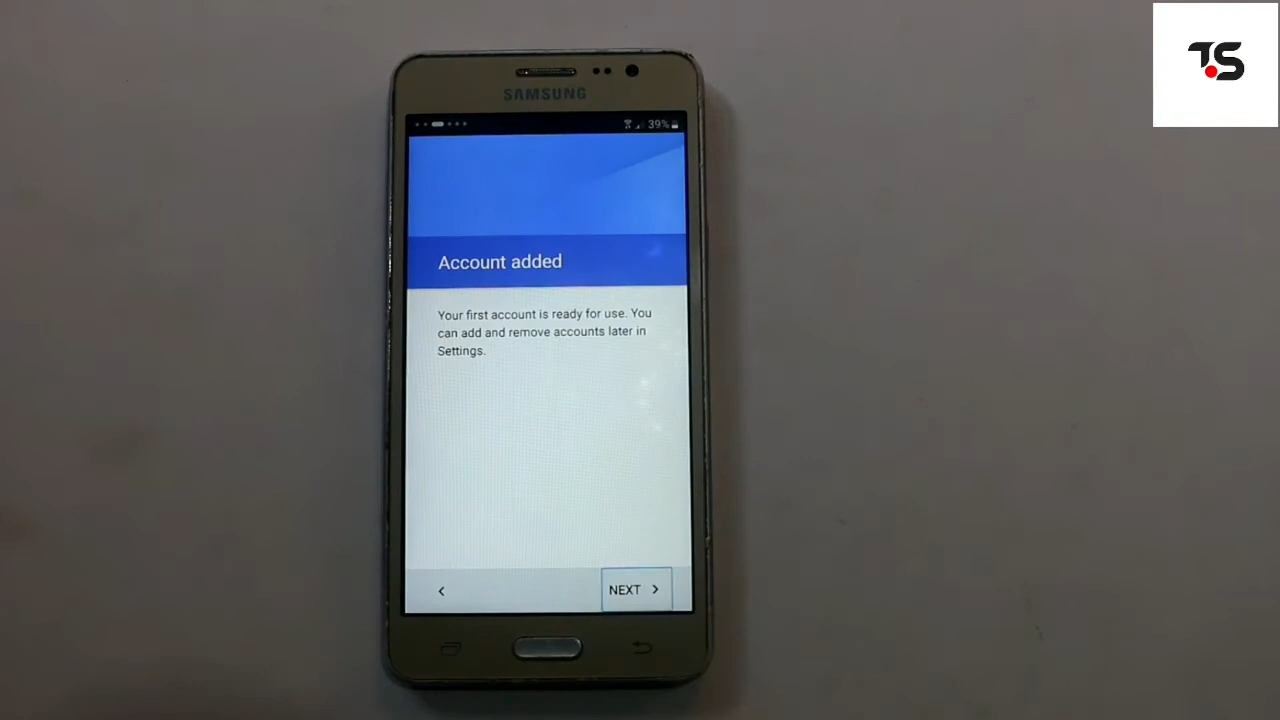 TS
SAMSUNG
39%
Account added
Your first account is ready for use. You
can add and remove accounts later in
Settings.
NEXT